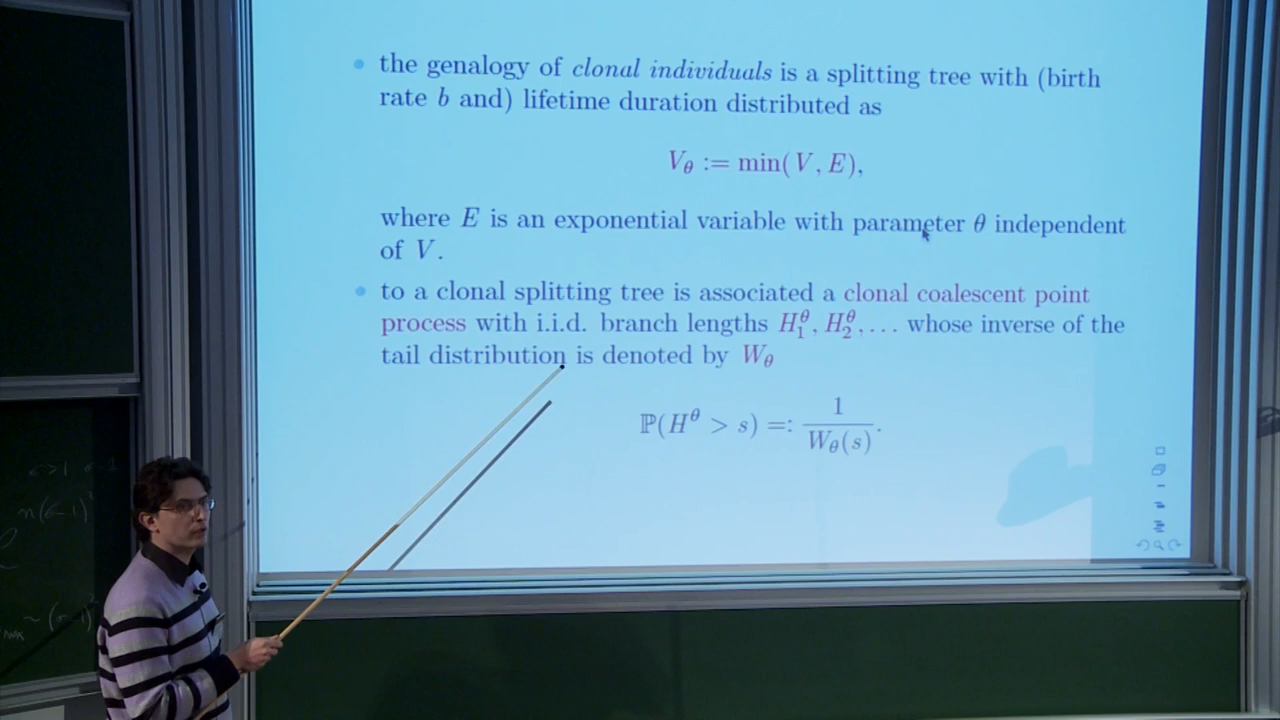 • the genalogy of clonal individuals is a splitting tree with (birth
rate b and) lifetime duration distributed as
V_θ := min(V, E),
where E is an exponential variable with parameter θ independent
of V.
• to a clonal splitting tree is associated a clonal coalescent point
process with i.i.d. branch lengths H_1^θ, H_2^θ, ... whose inverse of the
tail distribution is denoted by W_θ
ℙ(H^θ > s) =: 1 / W_θ(s).